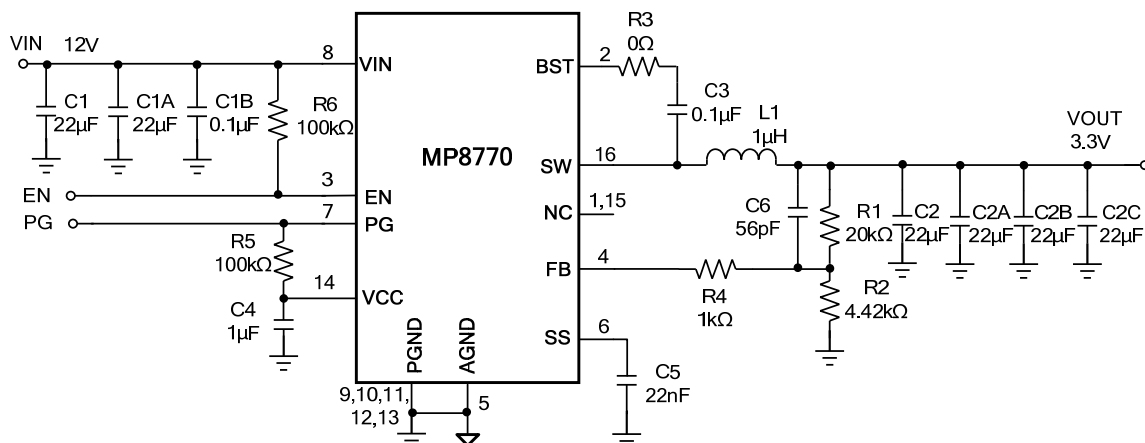 VIN
12V
C1
22µF
C1A
22µF
C1B
0.1µF
R6
100kΩ
EN
PG
R5
100kΩ
C4
1µF
8
VIN
3
EN
7
PG
14
VCC
MP8770
PGND
AGND
9,10,11,
12,13
5
BST
2
R3
0Ω
C3
0.1µF
SW
16
L1
1µH
NC
1,15
FB
4
R4
1kΩ
SS
6
C5
22nF
C6
56pF
R1
20kΩ
R2
4.42kΩ
C2
22µF
C2A
22µF
C2B
22µF
C2C
22µF
VOUT
3.3V